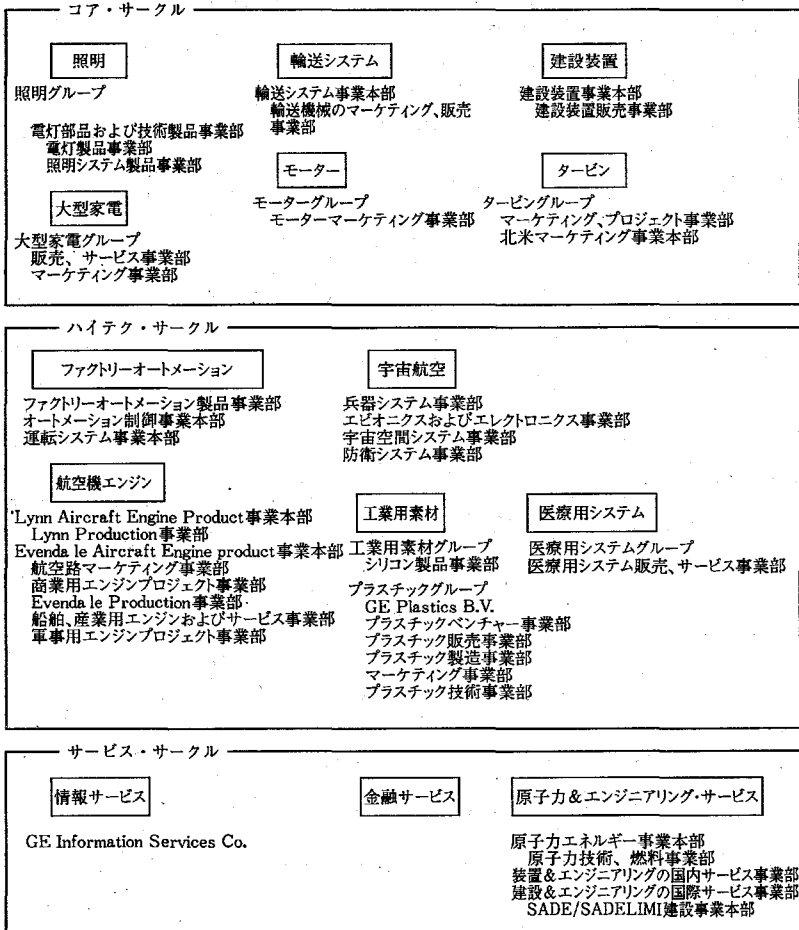 コア・サークル
照明
照明グループ
電灯部品および技術製品事業部
電灯製品事業部
照明システム製品事業部
大型家電
大型家電グループ
販売、サービス事業部
マーケティング事業部
輸送システム
輸送システム事業本部
輸送機械のマーケティング、販売
事業部
モーター
モーターグループ
モーターマーケティング事業部
建設装置
建設装置事業本部
建設装置販売事業部
タービン
タービングループ
マーケティング、プロジェクト事業部
北米マーケティング事業本部
ハイテク・サークル
ファクトリーオートメーション
ファクトリーオートメーション製品事業部
オートメーション制御事業本部
運転システム事業本部
宇宙航空
兵器システム事業部
エビオニクスおよびエレクトロニクス事業部
宇宙空間システム事業部
防衛システム事業部
航空機エンジン
Lynn Aircraft Engine Product事業本部
Lynn Production事業部
Evenda le Aircraft Engine product事業本部
航空路マーケティング事業部
商業用エンジンプロジェクト事業部
Evenda le Production事業部
船舶、産業用エンジンおよびサービス事業部
軍事用エンジンプロジェクト事業部
工業用素材
工業用素材グループ
シリコン製品事業部
プラスチックグループ
GE Plastics B.V.
プラスチックベンチャー事業部
プラスチック販売事業部
プラスチック製造事業部
マーケティング事業部
プラスチック技術事業部
医療用システム
医療用システムグループ
医療用システム販売、サービス事業部
サービス・サークル
情報サービス
GE Information Services Co.
金融サービス
原子力&エンジニアリング・サービス
原子力エネルギー事業本部
原子力技術、燃料事業部
装置&エンジニアリングの国内サービス事業部
建設&エンジニアリングの国際サービス事業部
SADE/SADELIMI建設事業本部